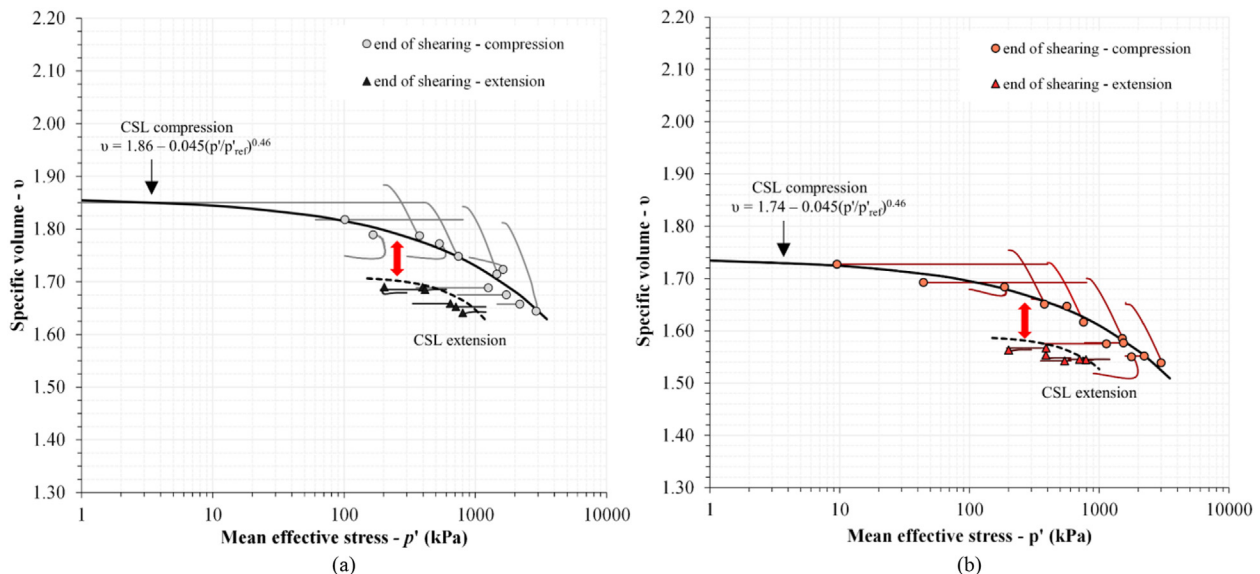 (a)
2.20
2.10
2.00
1.90
1.80
1.70
1.60
1.50
1.40
1.30
Specific volume - υ
end of shearing - compression
end of shearing - extension
CSL compression
υ = 1.86 – 0.045(p'/p'ref)^0.46
CSL extension
1 10 100 1000 10000
Mean effective stress - p' (kPa)
(a)
b)
2.20
2.10
2.00
1.90
1.80
1.70
1.60
1.50
1.40
1.30
Specific volume - υ
end of shearing - compression
end of shearing - extension
CSL compression
υ = 1.74 – 0.045(p'/p'ref)^0.46
CSL extension
1 10 100 1000 10000
Mean effective stress - p' (kPa)
(b)